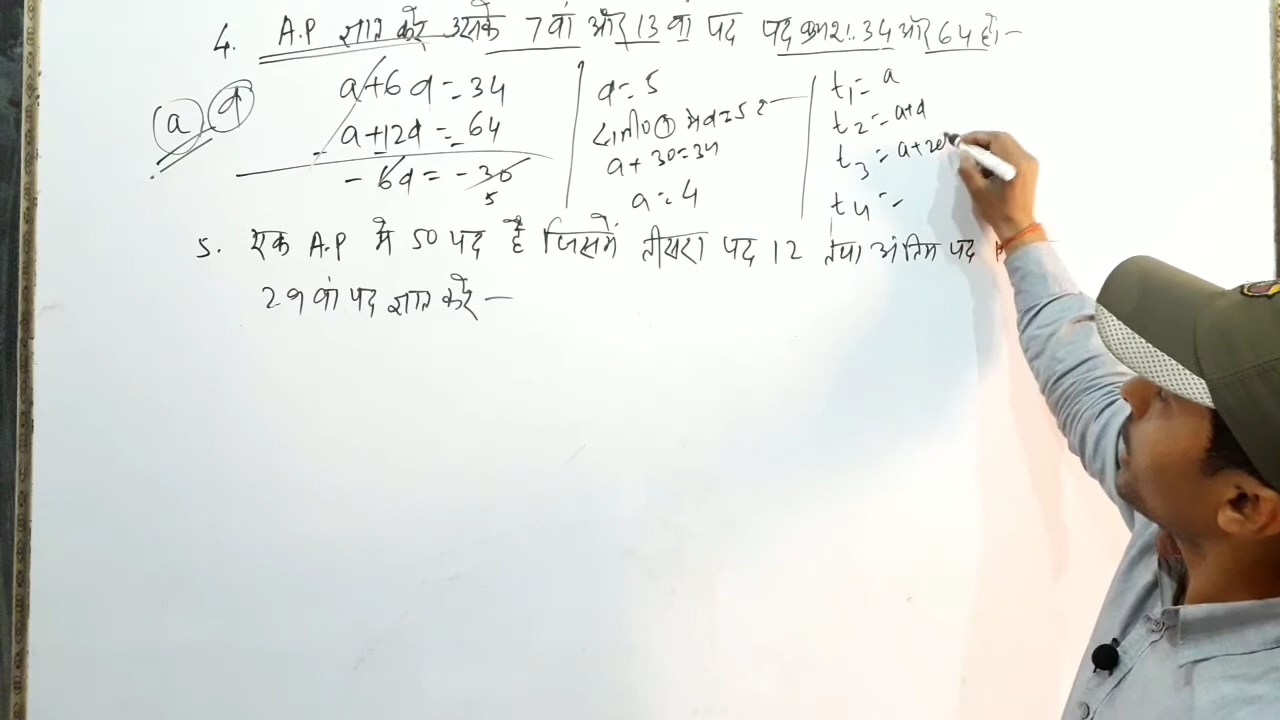 4. A.P ज्ञात करें उसके 7वां और 13 वां पद पद क्रमशः 34 और 64 है।-
a d
a+6d=34
a+12d=64
- - -
-6d=-30
5
d=5
समी० ① में d=5 से
a+30=34
a=4
t1=a
t2=a+d
t3=a+2d
t4=-
5. एक A.P में 50 पद है जिसमें तीसरा पद 12 तथा अंतिम पद
29 वां पद ज्ञात करें-